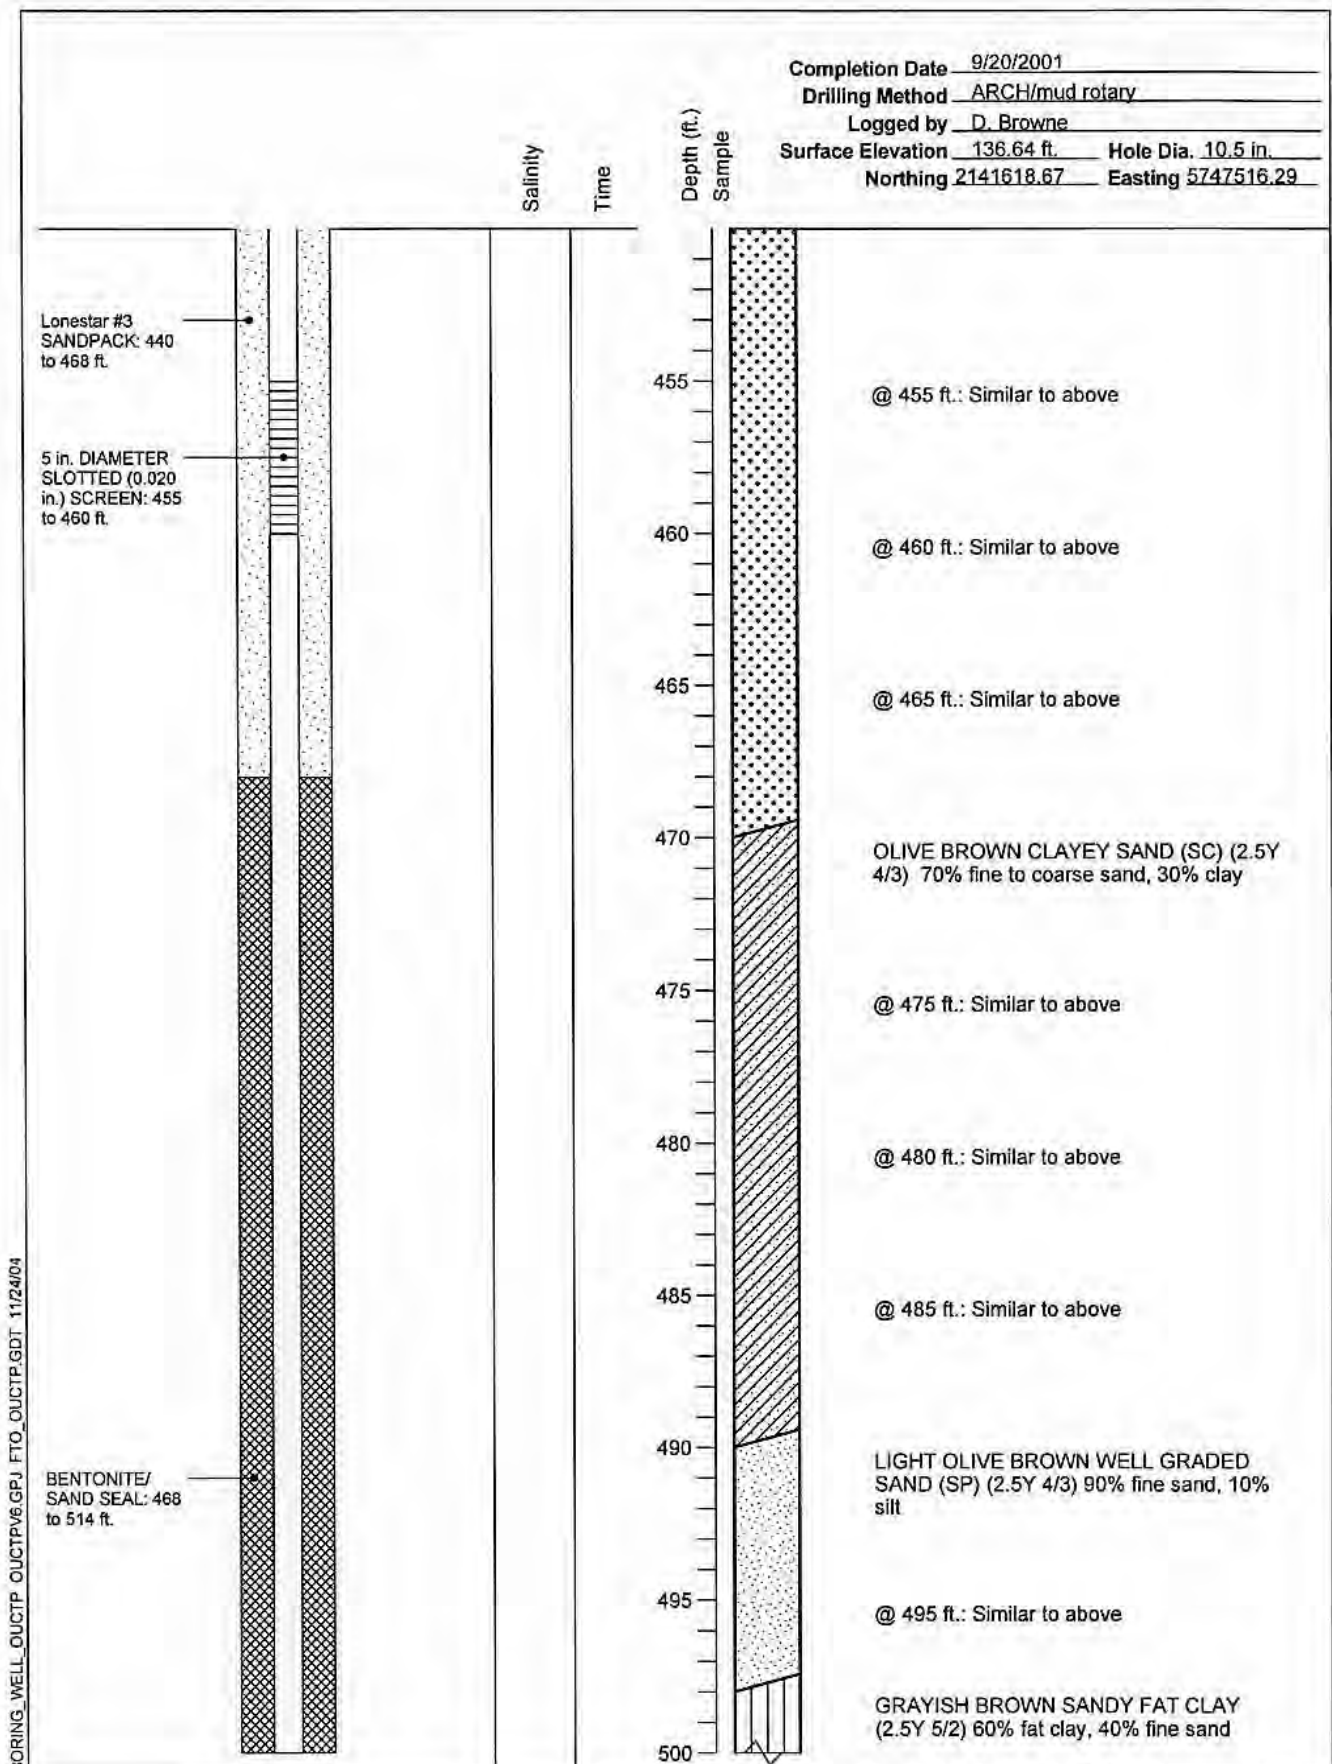 Completion Date 9/20/2001
Drilling Method ARCH/mud rotary
Logged by D. Browne
Surface Elevation 136.64 ft. Hole Dia. 10.5 in.
Northing 2141618.67 Easting 5747516.29
Salinity
Time
Depth (ft.)
Sample
Lonestar #3
SANDPACK: 440
to 468 ft.
455
@ 455 ft.: Similar to above
5 in. DIAMETER
SLOTTED (0.020
in.) SCREEN: 455
to 460 ft.
460
@ 460 ft.: Similar to above
465
@ 465 ft.: Similar to above
470
OLIVE BROWN CLAYEY SAND (SC) (2.5Y
4/3) 70% fine to coarse sand, 30% clay
475
@ 475 ft.: Similar to above
480
@ 480 ft.: Similar to above
485
@ 485 ft.: Similar to above
490
LIGHT OLIVE BROWN WELL GRADED
SAND (SP) (2.5Y 4/3) 90% fine sand, 10%
silt
BENTONITE/
SAND SEAL: 468
to 514 ft.
495
@ 495 ft.: Similar to above
GRAYISH BROWN SANDY FAT CLAY
(2.5Y 5/2) 60% fat clay, 40% fine sand
500
BORING_WELL_OUCTP OUCTPV6.GPJ FTO_OUCTP.GDT 11/24/04